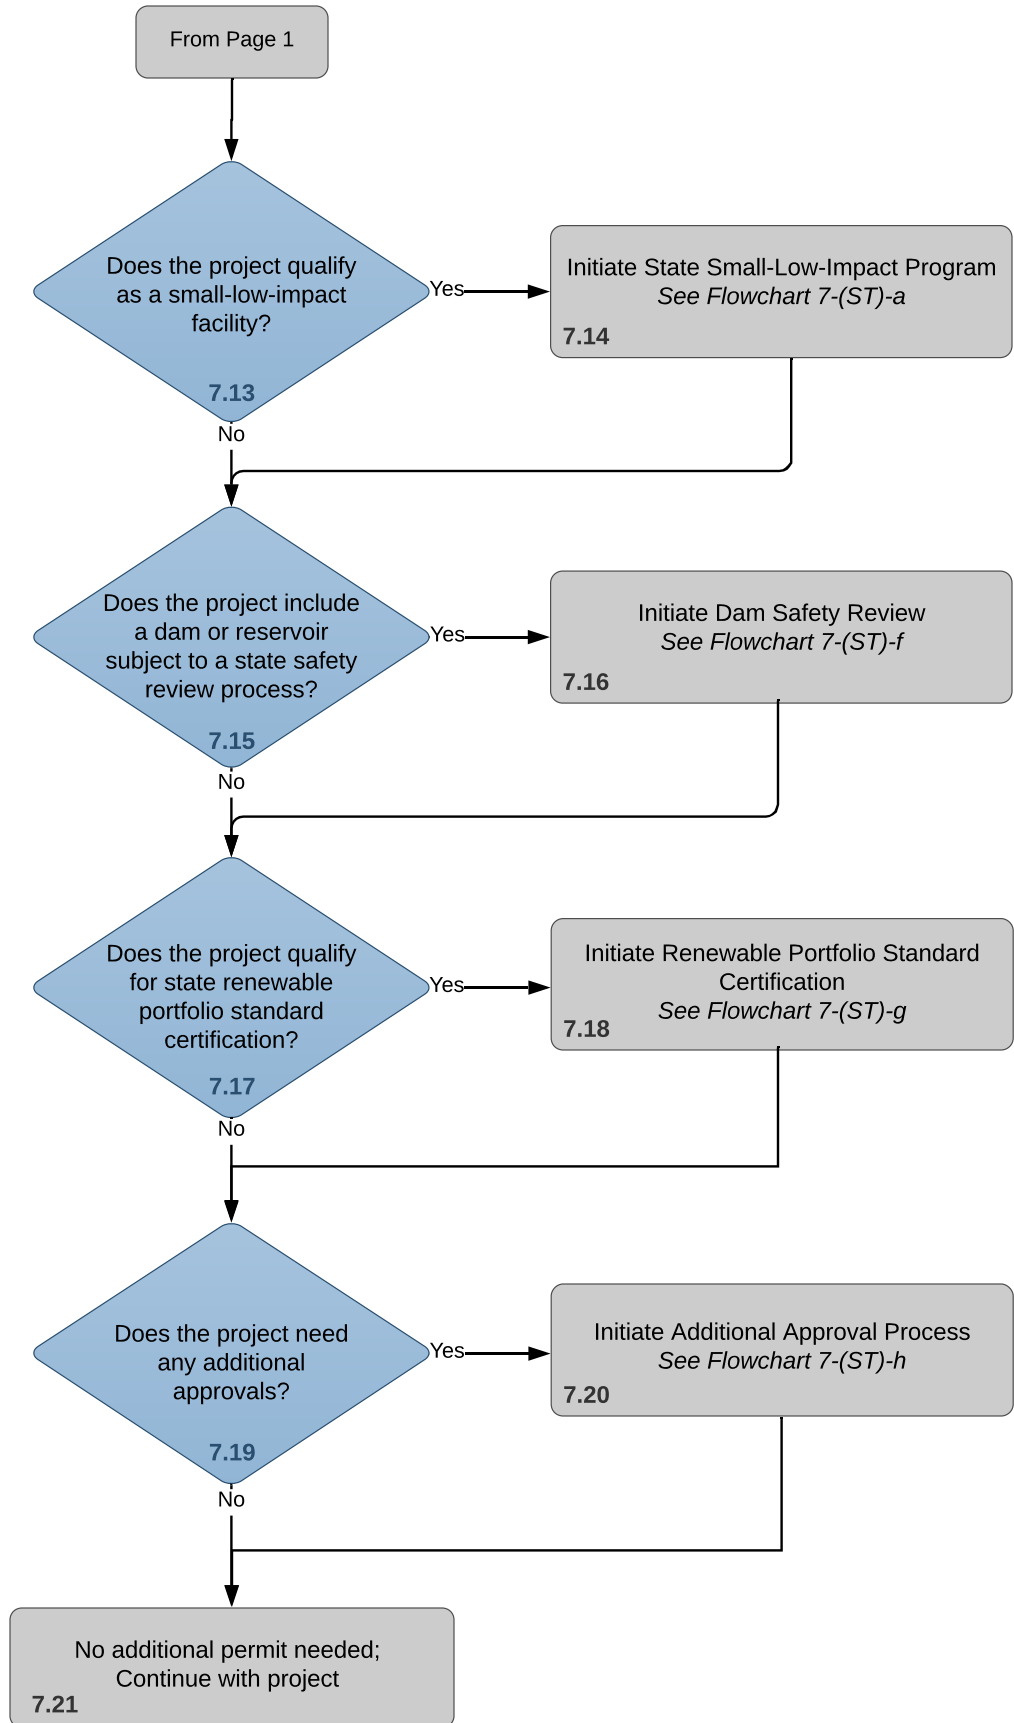 From Page 1
Does the project qualify
as a small-low-impact
facility?
7.13
Yes
Initiate State Small-Low-Impact Program
See Flowchart 7-(ST)-a
7.14
No
Does the project include
a dam or reservoir
subject to a state safety
review process?
7.15
Yes
Initiate Dam Safety Review
See Flowchart 7-(ST)-f
7.16
No
Does the project qualify
for state renewable
portfolio standard
certification?
7.17
Yes
Initiate Renewable Portfolio Standard
Certification
See Flowchart 7-(ST)-g
7.18
No
Does the project need
any additional
approvals?
7.19
Yes
Initiate Additional Approval Process
See Flowchart 7-(ST)-h
7.20
No
No additional permit needed;
Continue with project
7.21